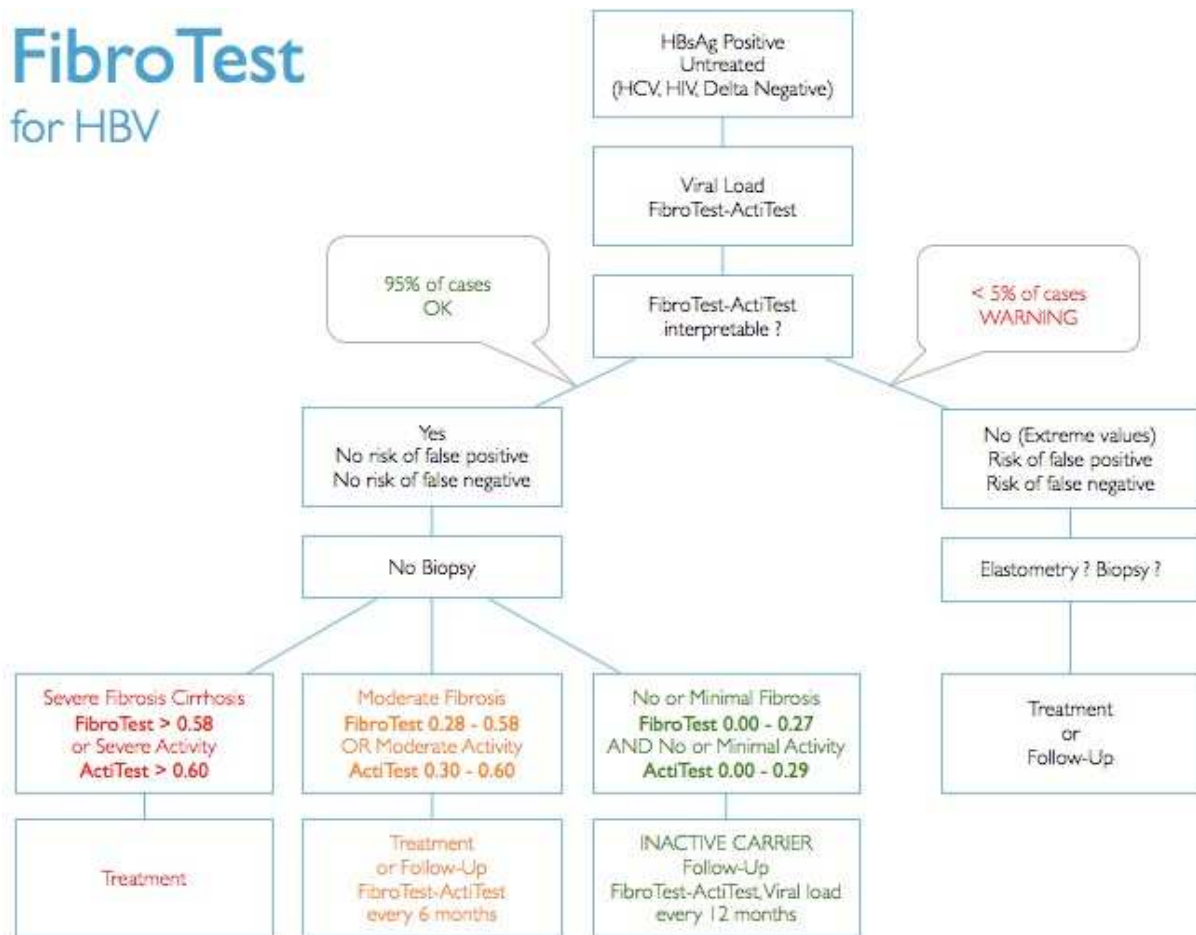 FibroTest
for HBV
HBsAg Positive
Untreated
(HCV, HIV, Delta Negative)
Viral Load
FibroTest-ActiTest
95% of cases
OK
FibroTest-ActiTest
interpretable ?
< 5% of cases
WARNING
Yes
No risk of false positive
No risk of false negative
No (Extreme values)
Risk of false positive
Risk of false negative
No Biopsy
Elastometry ? Biopsy ?
Severe Fibrosis Cirrhosis
FibroTest > 0.58
or Severe Activity
ActiTest > 0.60
Moderate Fibrosis
FibroTest 0.28 - 0.58
OR Moderate Activity
ActiTest 0.30 - 0.60
No or Minimal Fibrosis
FibroTest 0.00 - 0.27
AND No or Minimal Activity
ActiTest 0.00 - 0.29
Treatment
or
Follow-Up
Treatment
Treatment
or Follow-Up
FibroTest-ActiTest
every 6 months
INACTIVE CARRIER
Follow-Up
FibroTest-ActiTest, Viral load
every 12 months